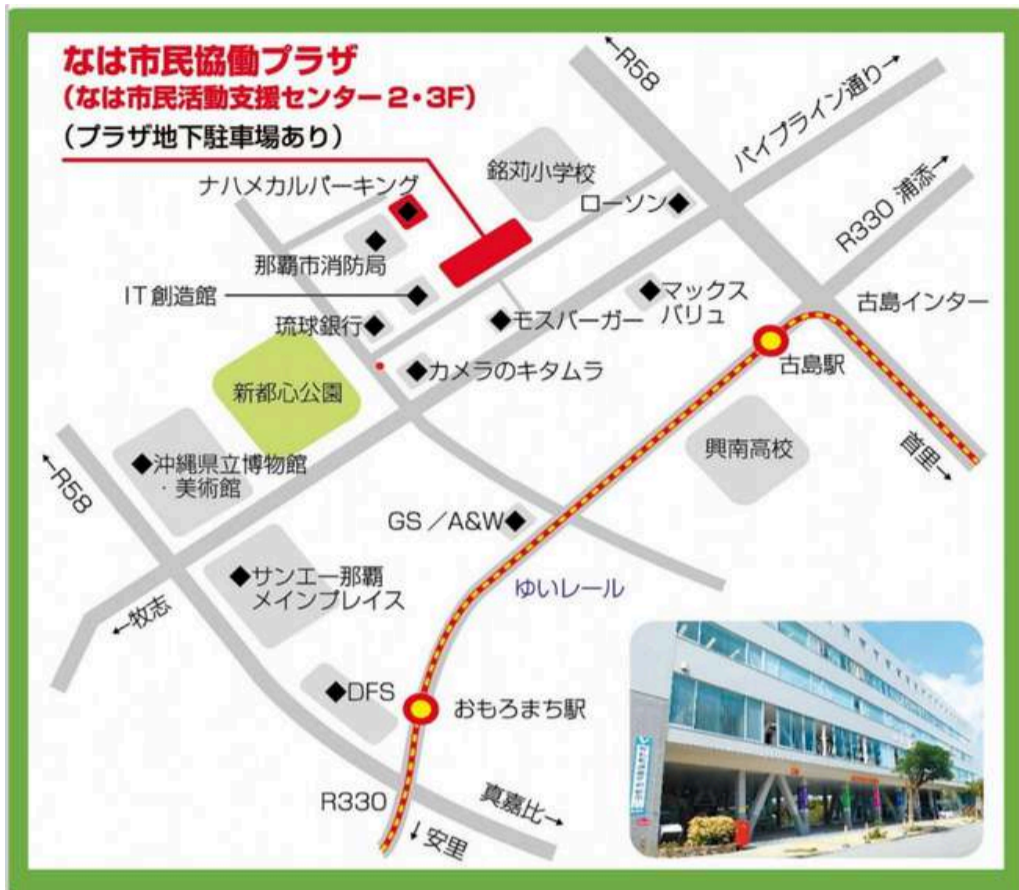 なは市民協働プラザ
(なは市民活動支援センター2・3F)
(プラザ地下駐車場あり)
←R58
パイプライン通り→
R330 浦添→
銘苅小学校
ナハメカルパーキング
ローソン
那覇市消防局
IT創造館
マックス
バリュ
古島インター
琉球銀行
モスバーガー
カメラのキタムラ
古島駅
新都心公園
興南高校
首里→
沖縄県立博物館
・美術館
←R58
GS/A&W
サンエー那覇
メインプレイス
ゆいレール
←牧志
DFS
おもろまち駅
R330
真嘉比→
↓安里